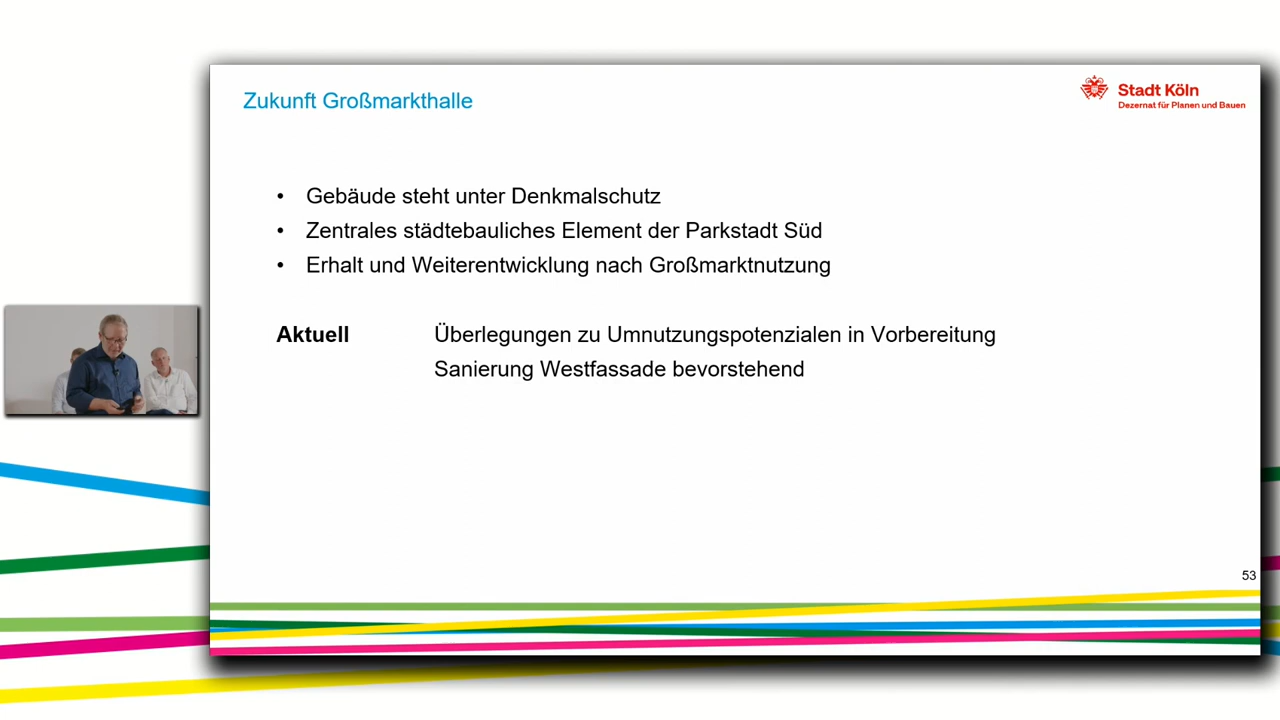 Zukunft Großmarkthalle
Stadt Köln
Dezernat für Planen und Bauen
• Gebäude steht unter Denkmalschutz
• Zentrales städtebauliches Element der Parkstadt Süd
• Erhalt und Weiterentwicklung nach Großmarktnutzung
Aktuell Überlegungen zu Umnutzungspotenzialen in Vorbereitung
Sanierung Westfassade bevorstehend
53